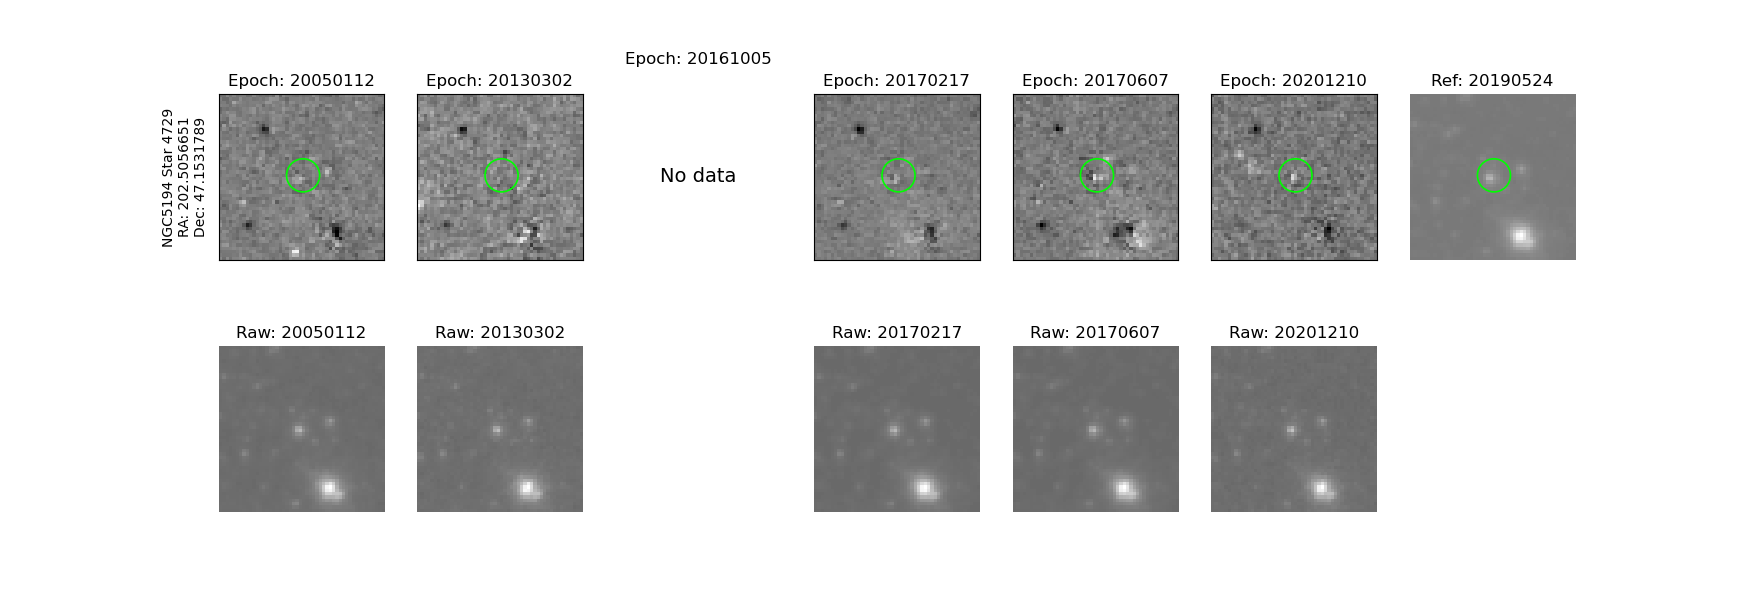 Epoch: 20161005
Epoch: 20050112
Epoch: 20130302
Epoch: 20170217
Epoch: 20170607
Epoch: 20201210
Ref: 20190524
NGC5194 Star 4729
RA: 202.5056651
Dec: 47.1531789
No data
Raw: 20050112
Raw: 20130302
Raw: 20170217
Raw: 20170607
Raw: 20201210